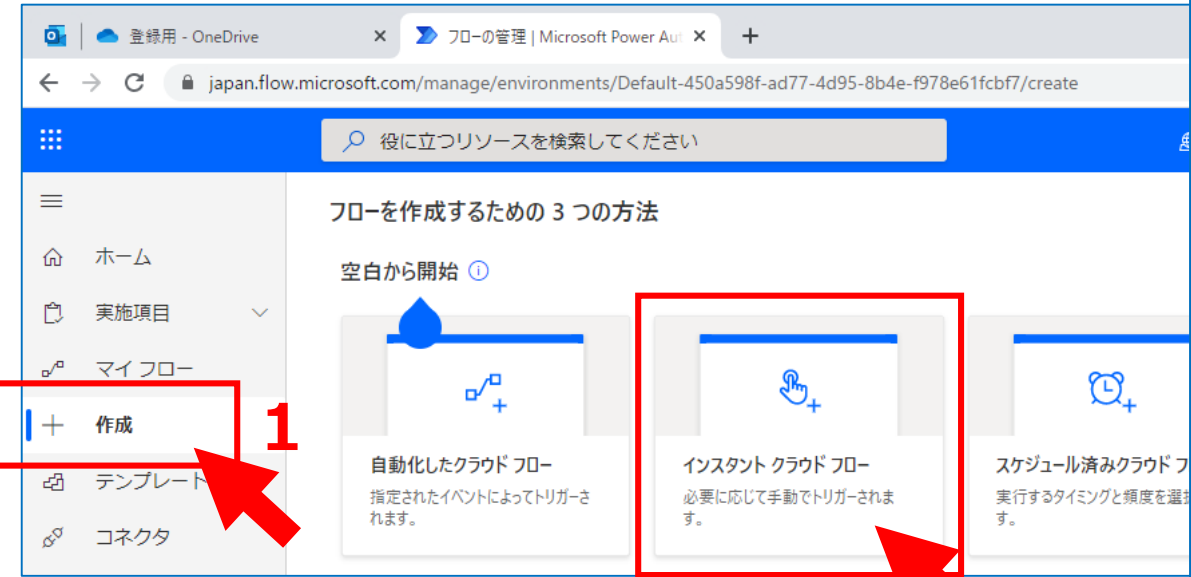 登録用 - OneDrive
フローの管理 | Microsoft Power Aut
japan.flow.microsoft.com/manage/environments/Default-450a598f-ad77-4d95-8b4e-f978e61fcbf7/create
役に立つリソースを検索してください
フローを作成するための 3 つの方法
ホーム
空白から開始
実施項目
マイ フロー
作成
1
テンプレート
コネクタ
自動化したクラウド フロー
指定されたイベントによってトリガーさ
れます。
インスタント クラウド フロー
必要に応じて手動でトリガーされま
す。
スケジュール済みクラウド フ
実行するタイミングと頻度を選
す。